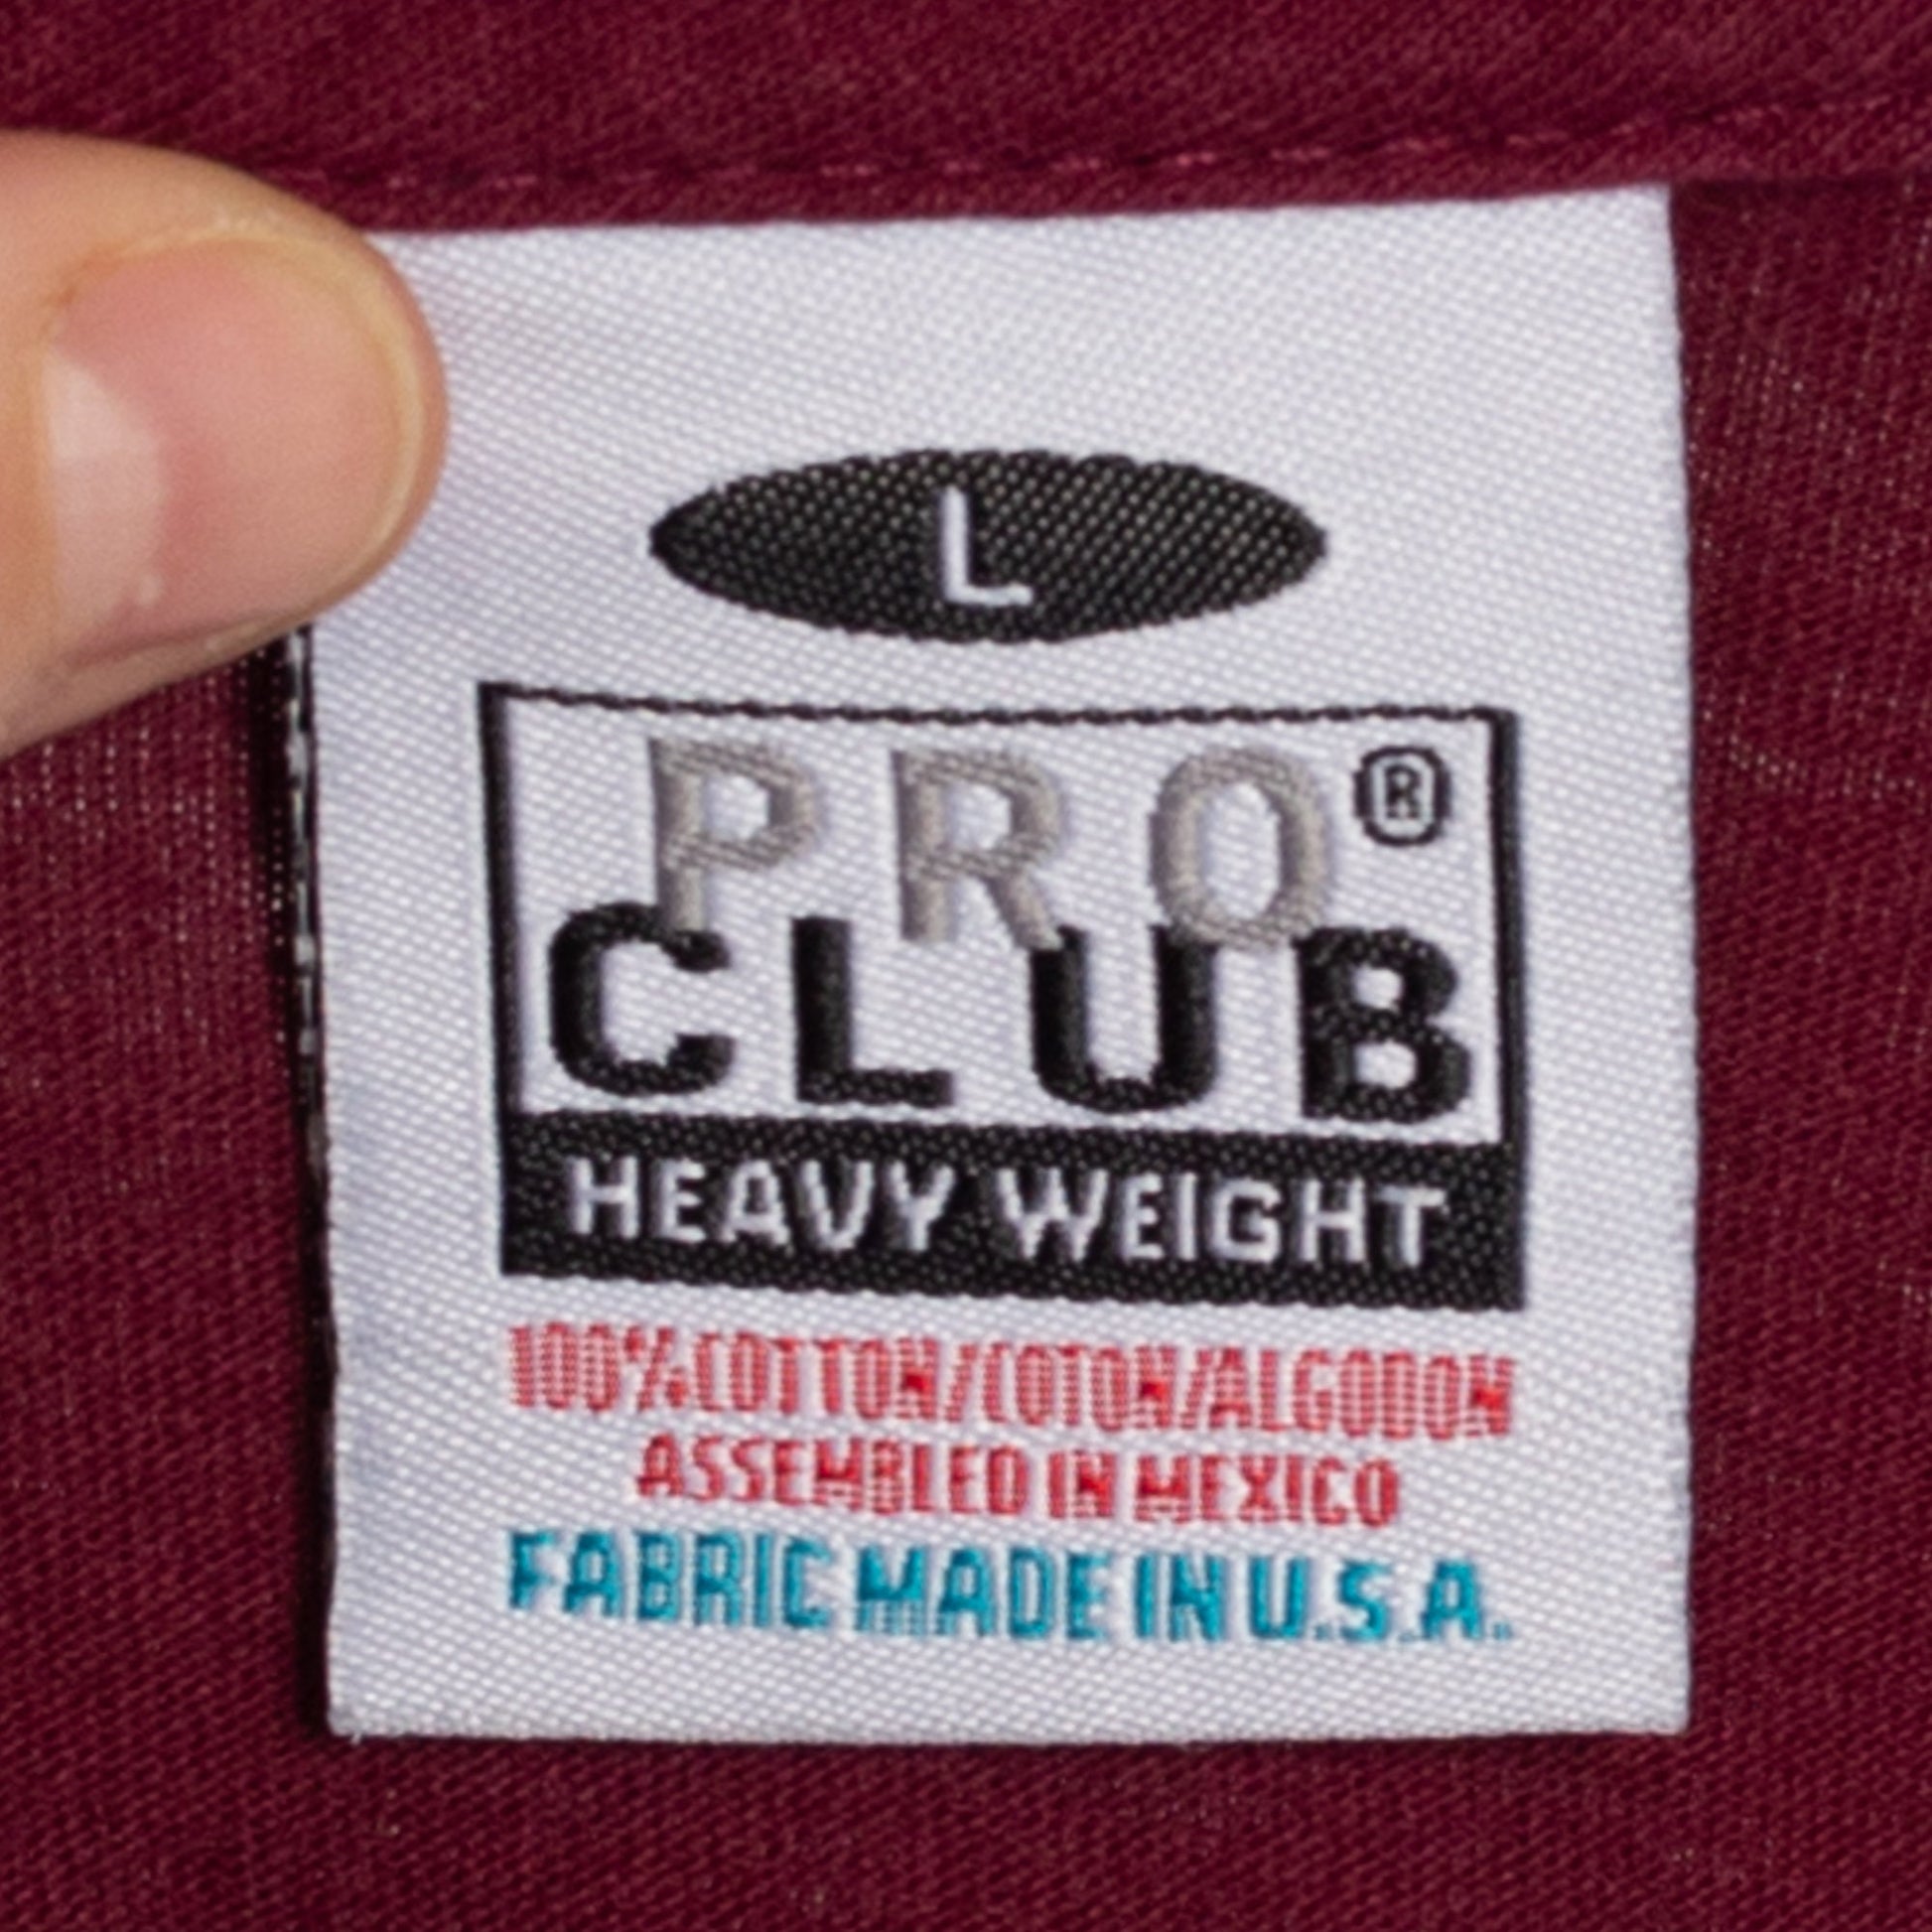 L
PRO®
CLUB
HEAVY WEIGHT
100%COTTON/COTON/ALGODON
ASSEMBLED IN MEXICO
FABRIC MADE IN U.S.A.